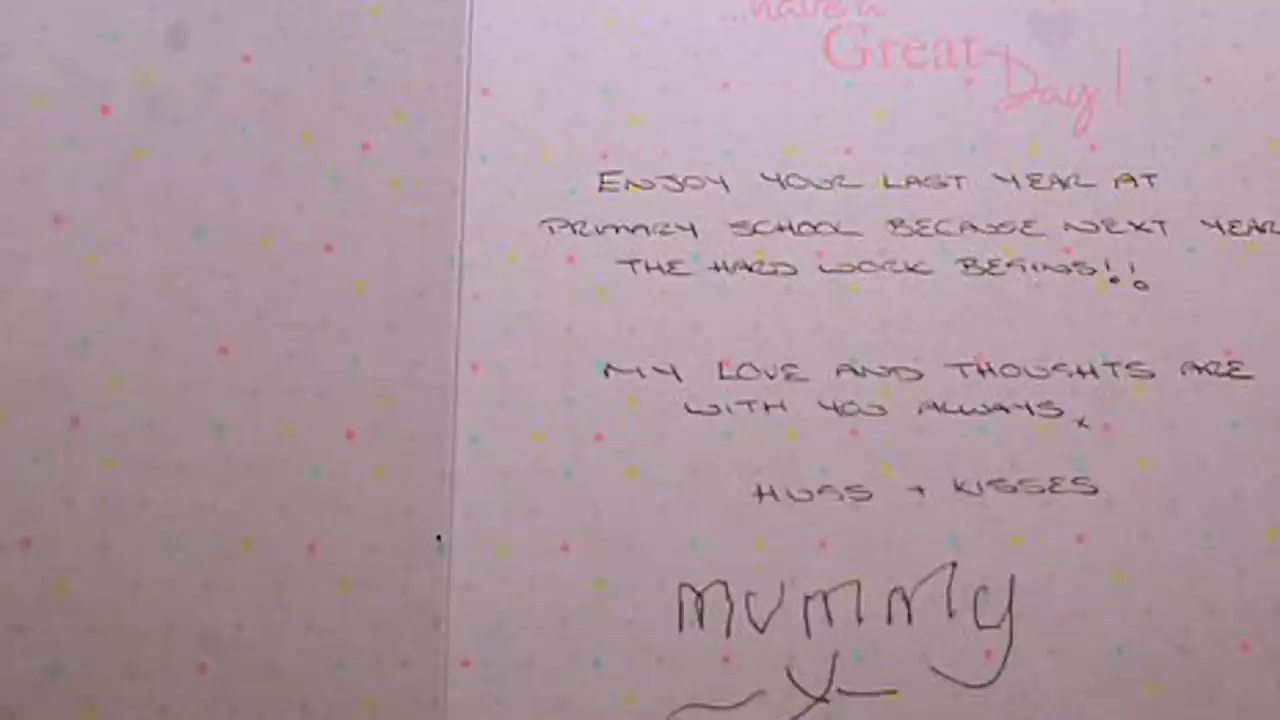 ...have a
Great
Day!
ENJOY YOUR LAST YEAR AT
PRIMARY SCHOOL BECAUSE NEXT YEAR
THE HARD WORK BEGINS!!
MY LOVE AND THOUGHTS ARE
WITH YOU ALWAYS x
HUGS + KISSES
mummy
x